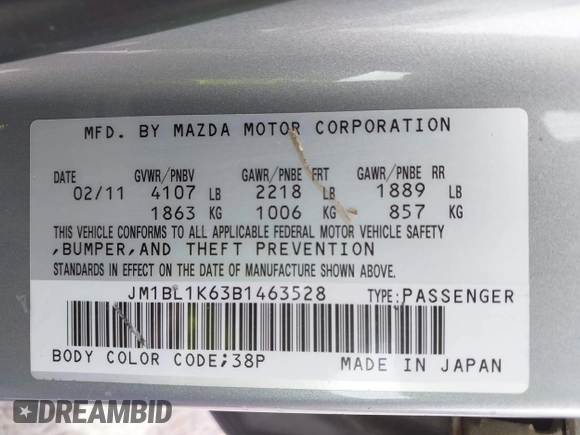 MFD. BY MAZDA MOTOR CORPORATION
DATE GVWR/PNBV GAWR/PNBE FRT GAWR/PNBE RR
02/11 4107 LB 2218 LB 1889 LB
1863 KG 1006 KG 857 KG
THIS VEHICLE CONFORMS TO ALL APPLICABLE FEDERAL MOTOR VEHICLE SAFETY
,BUMPER,AND THEFT PREVENTION
STANDARDS IN EFFECT ON THE DATE OF MANUFACTURE SHOWN ABOVE.
JM1BL1K63B1463528 TYPE:PASSENGER
BODY COLOR CODE;38P MADE IN JAPAN
DREAMBID